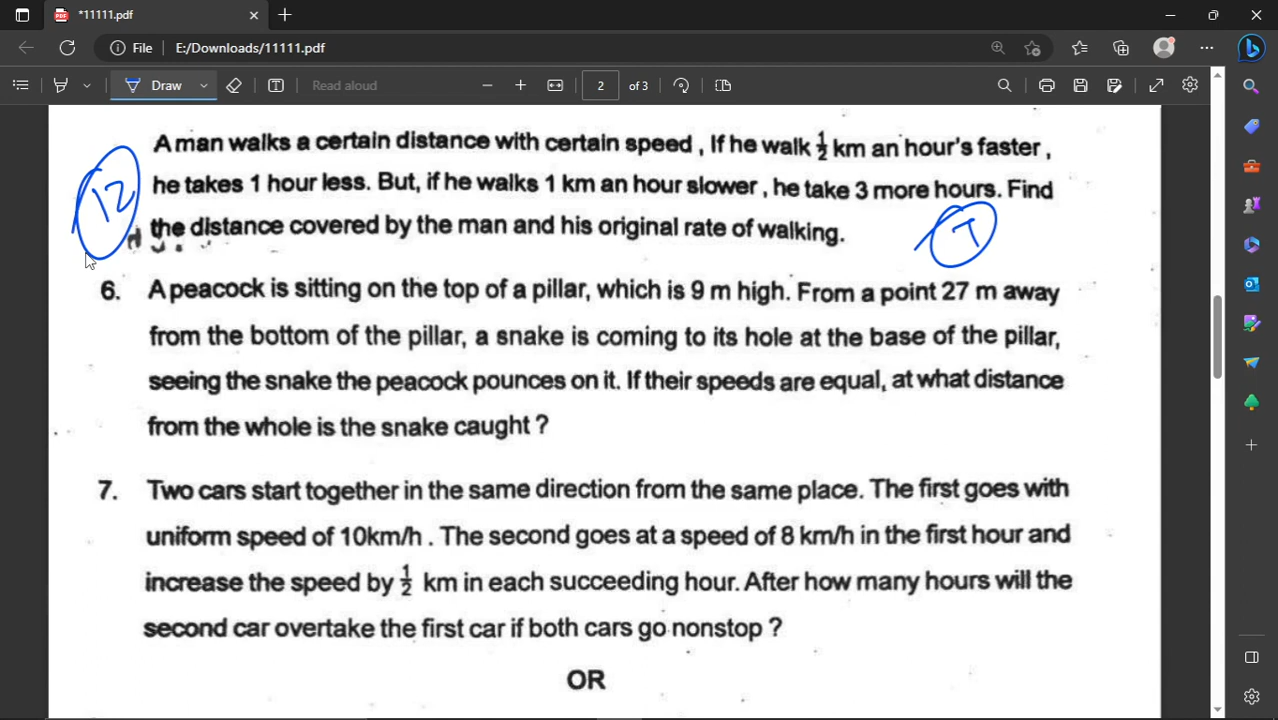 *11111.pdf
File E:/Downloads/11111.pdf
Draw Read aloud 2 of 3
A man walks a certain distance with certain speed , If he walk ½ km an hour's faster ,
12
he takes 1 hour less. But, if he walks 1 km an hour slower , he take 3 more hours. Find
the distance covered by the man and his original rate of walking.
6. A peacock is sitting on the top of a pillar, which is 9 m high. From a point 27 m away
from the bottom of the pillar, a snake is coming to its hole at the base of the pillar,
seeing the snake the peacock pounces on it. If their speeds are equal, at what distance
from the whole is the snake caught ?
7. Two cars start together in the same direction from the same place. The first goes with
uniform speed of 10km/h . The second goes at a speed of 8 km/h in the first hour and
increase the speed by ½ km in each succeeding hour. After how many hours will the
second car overtake the first car if both cars go nonstop ?
OR